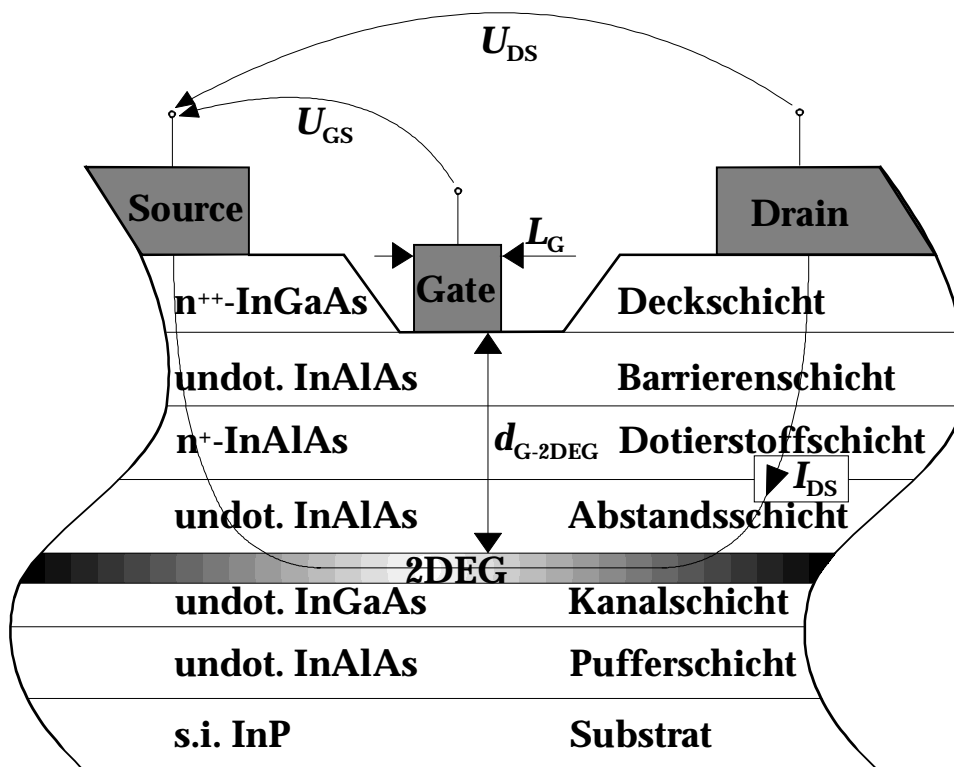 U_DS
U_GS
Source
Drain
L_G
Gate
n⁺⁺-InGaAs Deckschicht
undot. InAlAs Barrierenschicht
n⁺-InAlAs d_G-2DEG Dotierstoffschicht
I_DS
undot. InAlAs Abstandsschicht
2DEG
undot. InGaAs Kanalschicht
undot. InAlAs Pufferschicht
s.i. InP Substrat